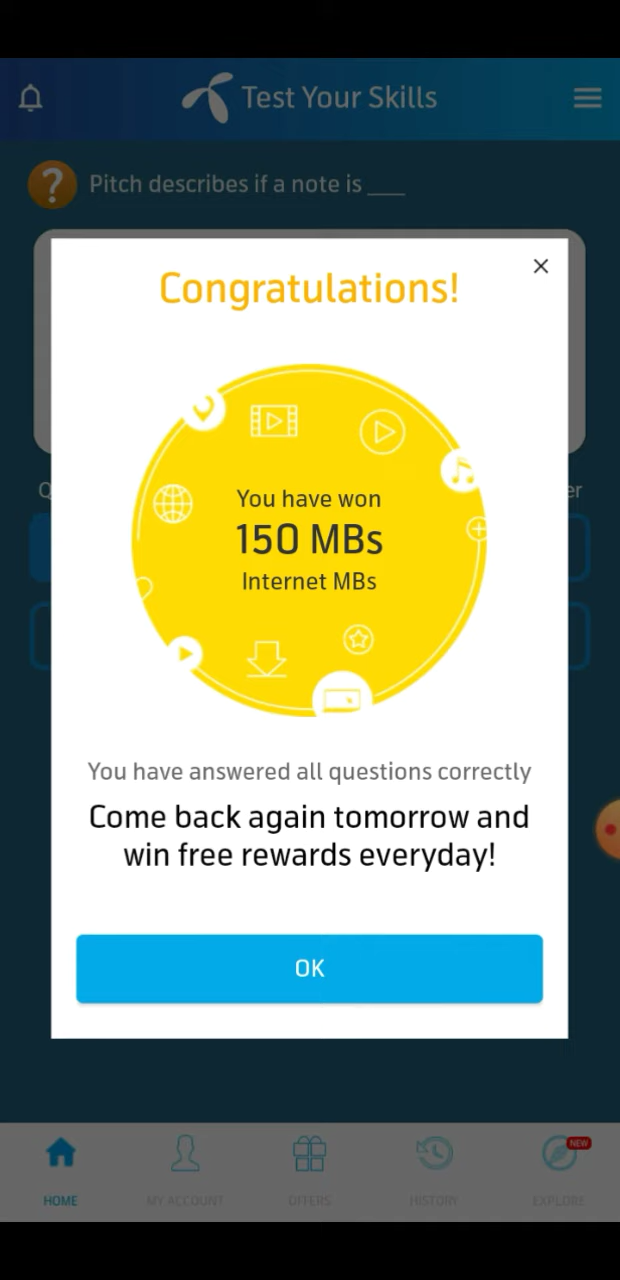 Test Your Skills
?
Pitch describes if a note is ___
Congratulations!
You have won
150 MBs
Internet MBs
You have answered all questions correctly
Come back again tomorrow and
win free rewards everyday!
OK
NEW
HOME
MY ACCOUNT
OFFERS
HISTORY
EXPLORE